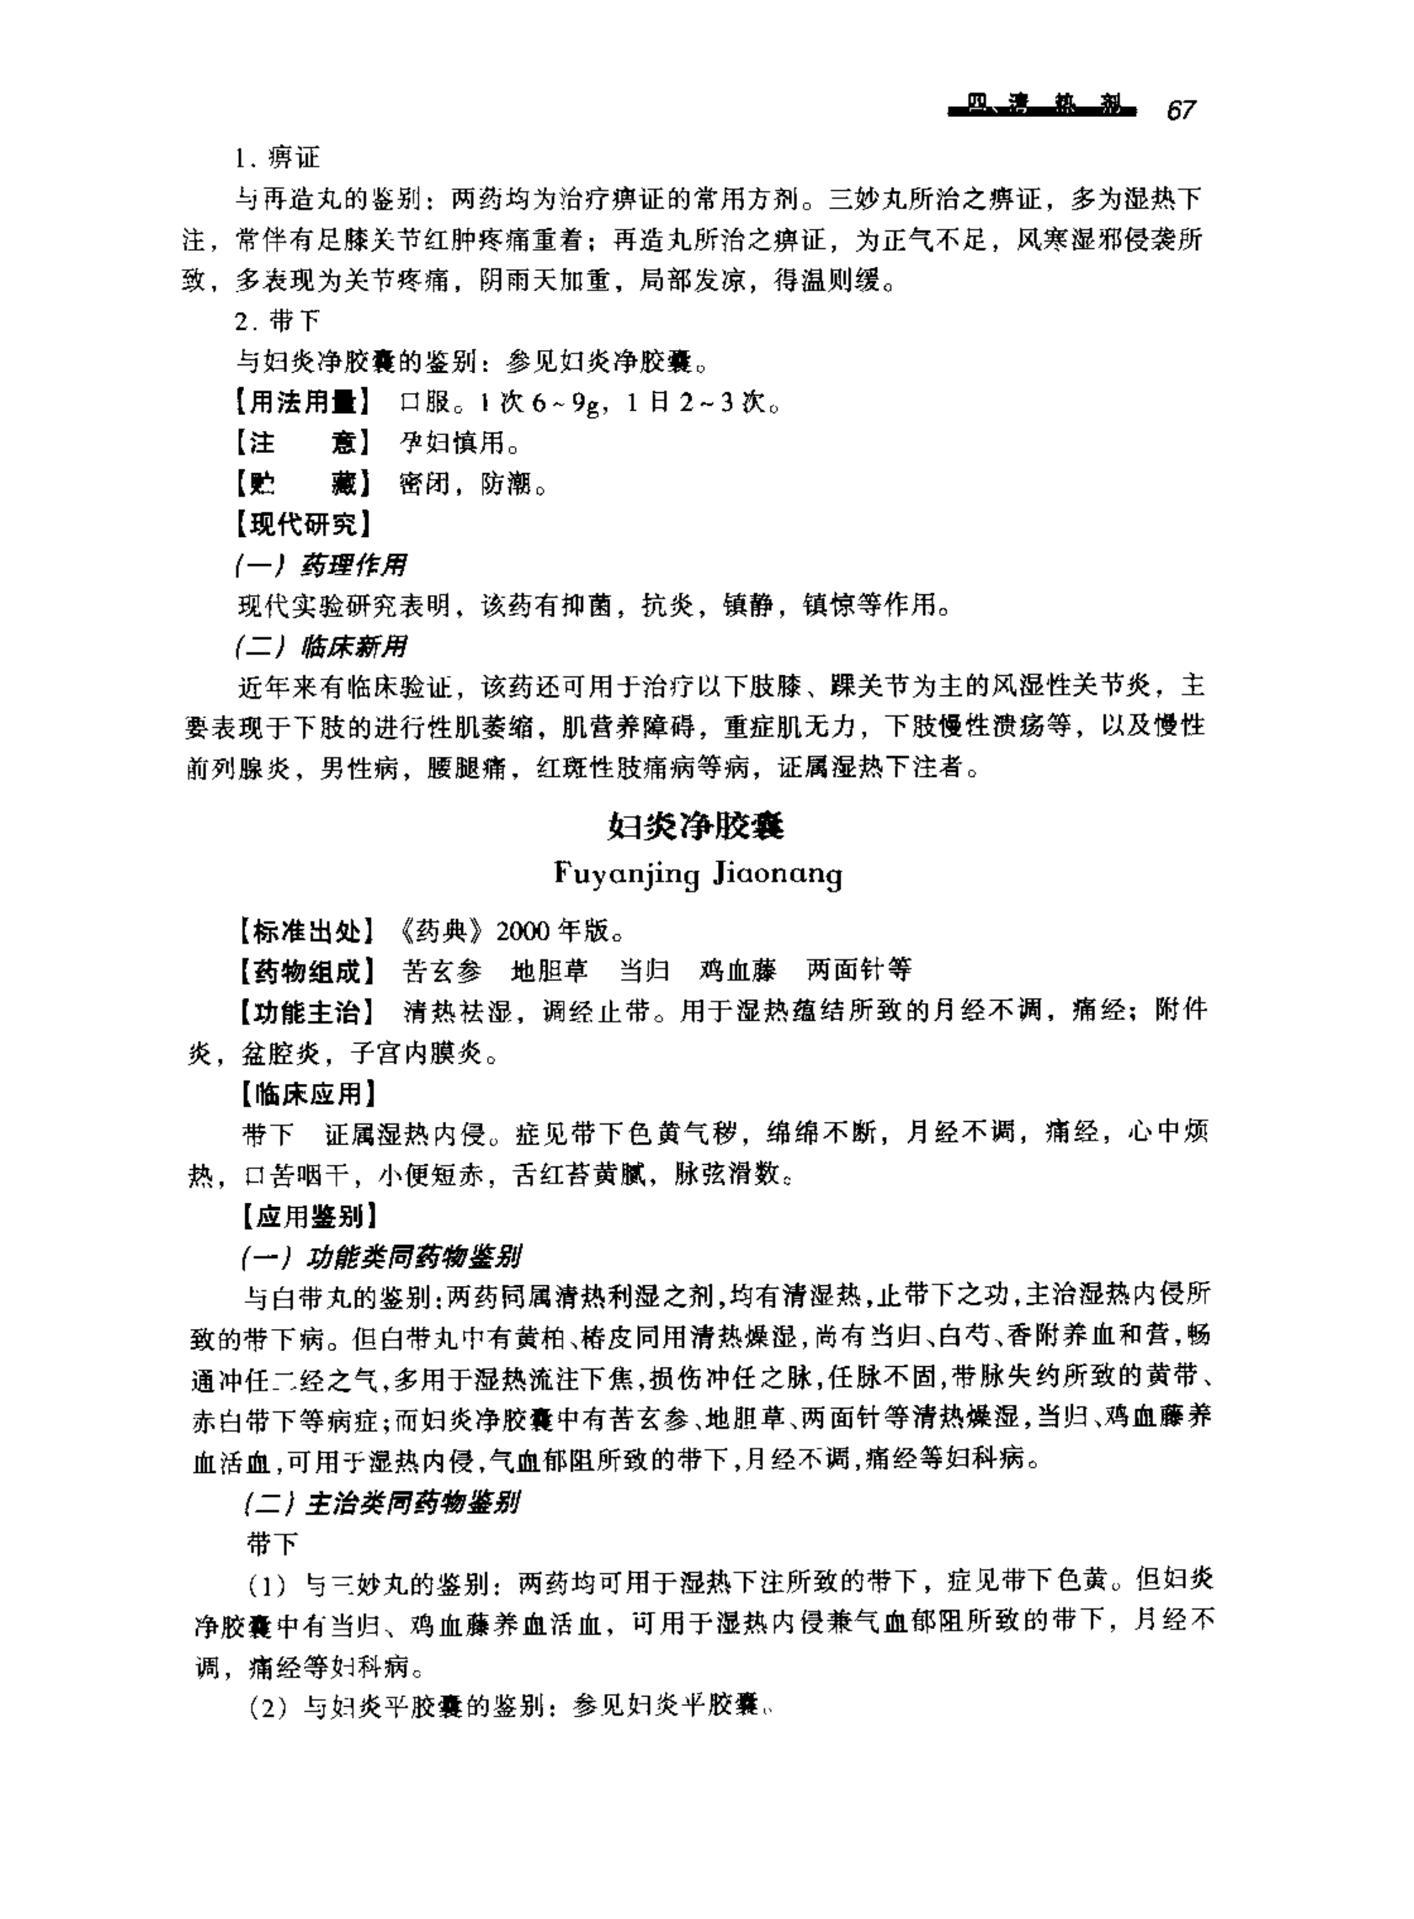 四、清热剂 67
1. 痹证
与再造丸的鉴别：两药均为治疗痹证的常用方剂。三妙丸所治之痹证，多为湿热下
注，常伴有足膝关节红肿疼痛重着；再造丸所治之痹证，为正气不足，风寒湿邪侵袭所
致，多表现为关节疼痛，阴雨天加重，局部发凉，得温则缓。
2. 带下
与妇炎净胶囊的鉴别：参见妇炎净胶囊。
【用法用量】 口服。1次6～9g，1日2～3次。
【注　　意】 孕妇慎用。
【贮　　藏】 密闭，防潮。
【现代研究】
(一) 药理作用
现代实验研究表明，该药有抑菌，抗炎，镇静，镇惊等作用。
(二) 临床新用
近年来有临床验证，该药还可用于治疗以下肢膝、踝关节为主的风湿性关节炎，主
要表现于下肢的进行性肌萎缩，肌营养障碍，重症肌无力，下肢慢性溃疡等，以及慢性
前列腺炎，男性病，腰腿痛，红斑性肢痛病等病，证属湿热下注者。
妇炎净胶囊
Fuyanjing Jiaonang
【标准出处】 《药典》2000年版。
【药物组成】 苦玄参　地胆草　当归　鸡血藤　两面针等
【功能主治】 清热祛湿，调经止带。用于湿热蕴结所致的月经不调，痛经；附件
炎，盆腔炎，子宫内膜炎。
【临床应用】
带下　证属湿热内侵。症见带下色黄气秽，绵绵不断，月经不调，痛经，心中烦
热，口苦咽干，小便短赤，舌红苔黄腻，脉弦滑数。
【应用鉴别】
(一) 功能类同药物鉴别
与白带丸的鉴别:两药同属清热利湿之剂,均有清湿热,止带下之功,主治湿热内侵所
致的带下病。但白带丸中有黄柏、椿皮同用清热燥湿,尚有当归、白芍、香附养血和营,畅
通冲任二经之气,多用于湿热流注下焦,损伤冲任之脉,任脉不固,带脉失约所致的黄带、
赤白带下等病症;而妇炎净胶囊中有苦玄参、地胆草、两面针等清热燥湿,当归、鸡血藤养
血活血,可用于湿热内侵,气血郁阻所致的带下,月经不调,痛经等妇科病。
(二) 主治类同药物鉴别
带下
(1) 与三妙丸的鉴别：两药均可用于湿热下注所致的带下，症见带下色黄。但妇炎
净胶囊中有当归、鸡血藤养血活血，可用于湿热内侵兼气血郁阻所致的带下，月经不
调，痛经等妇科病。
(2) 与妇炎平胶囊的鉴别：参见妇炎平胶囊。